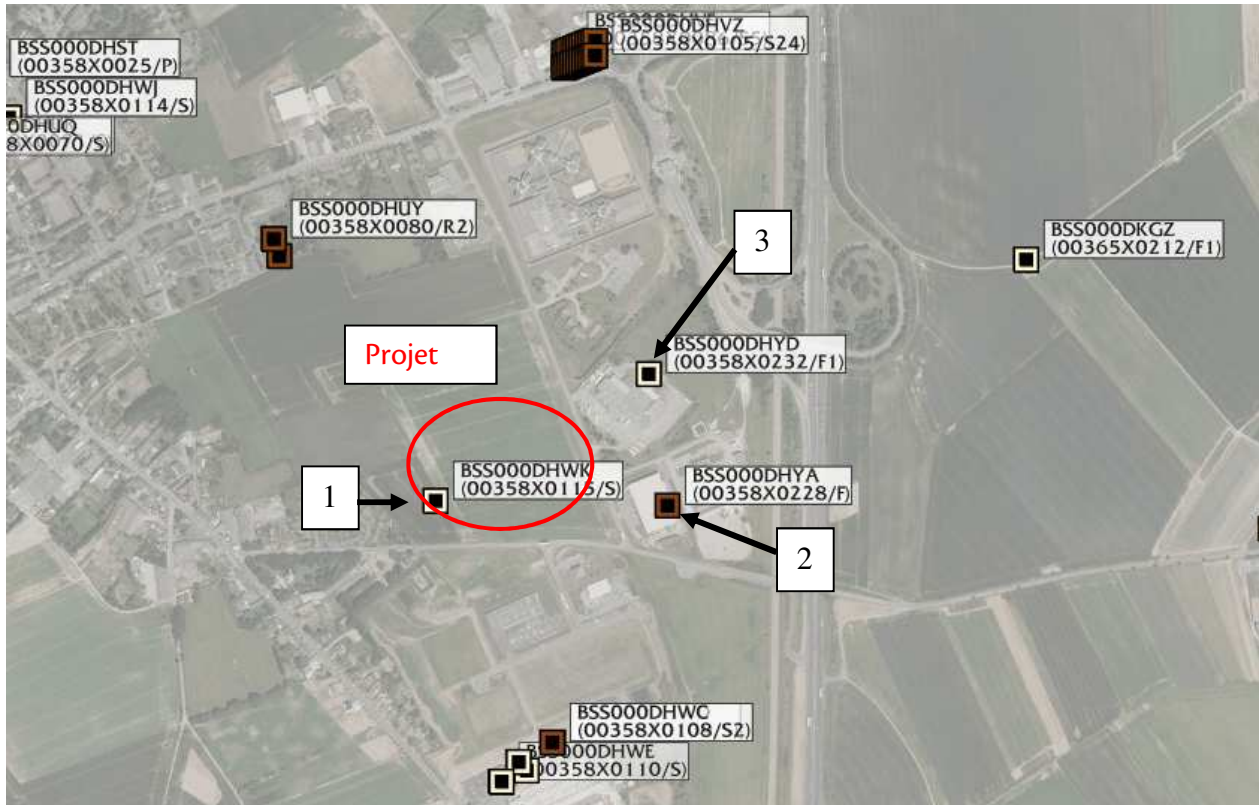 BSS000DHVZ
(00358X0105/S24)
BSS000DHST
(00358X0025/P)
BSS000DHWJ
(00358X0114/S)
0DHUQ
8X0070/S)
BSS000DHUY
(00358X0080/R2)
3
BSS000DKGZ
(00365X0212/F1)
Projet
BSS000DHYD
(00358X0232/F1)
1
BSS000DHWK
(00358X0115/S)
BSS000DHYA
(00358X0228/F)
2
BSS000DHWC
(00358X0108/S2)
000DHWE
00358X0110/S)